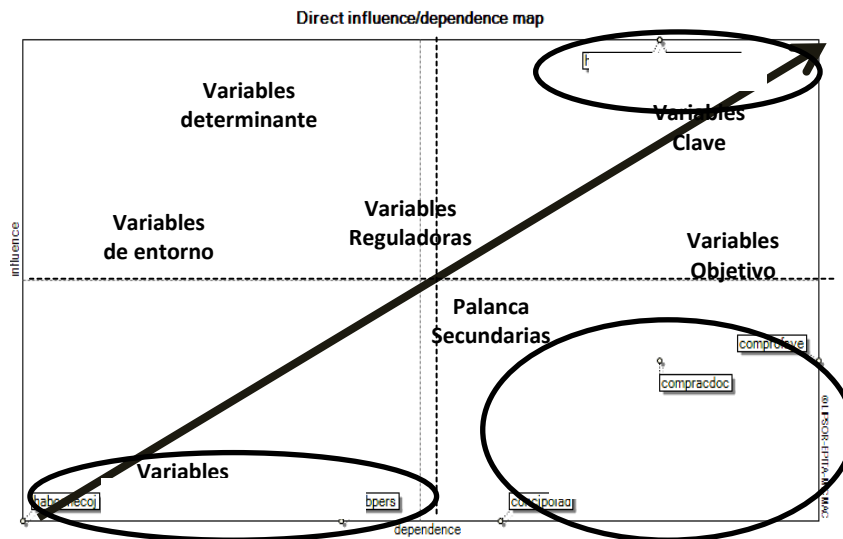 Direct influence/dependence map
Variables
determinante
Variables
Clave
Variables
de entorno
Variables
Reguladoras
Variables
Objetivo
influence
Palanca
Secundarias
comprofaye
compracdoc
Variables
dependence